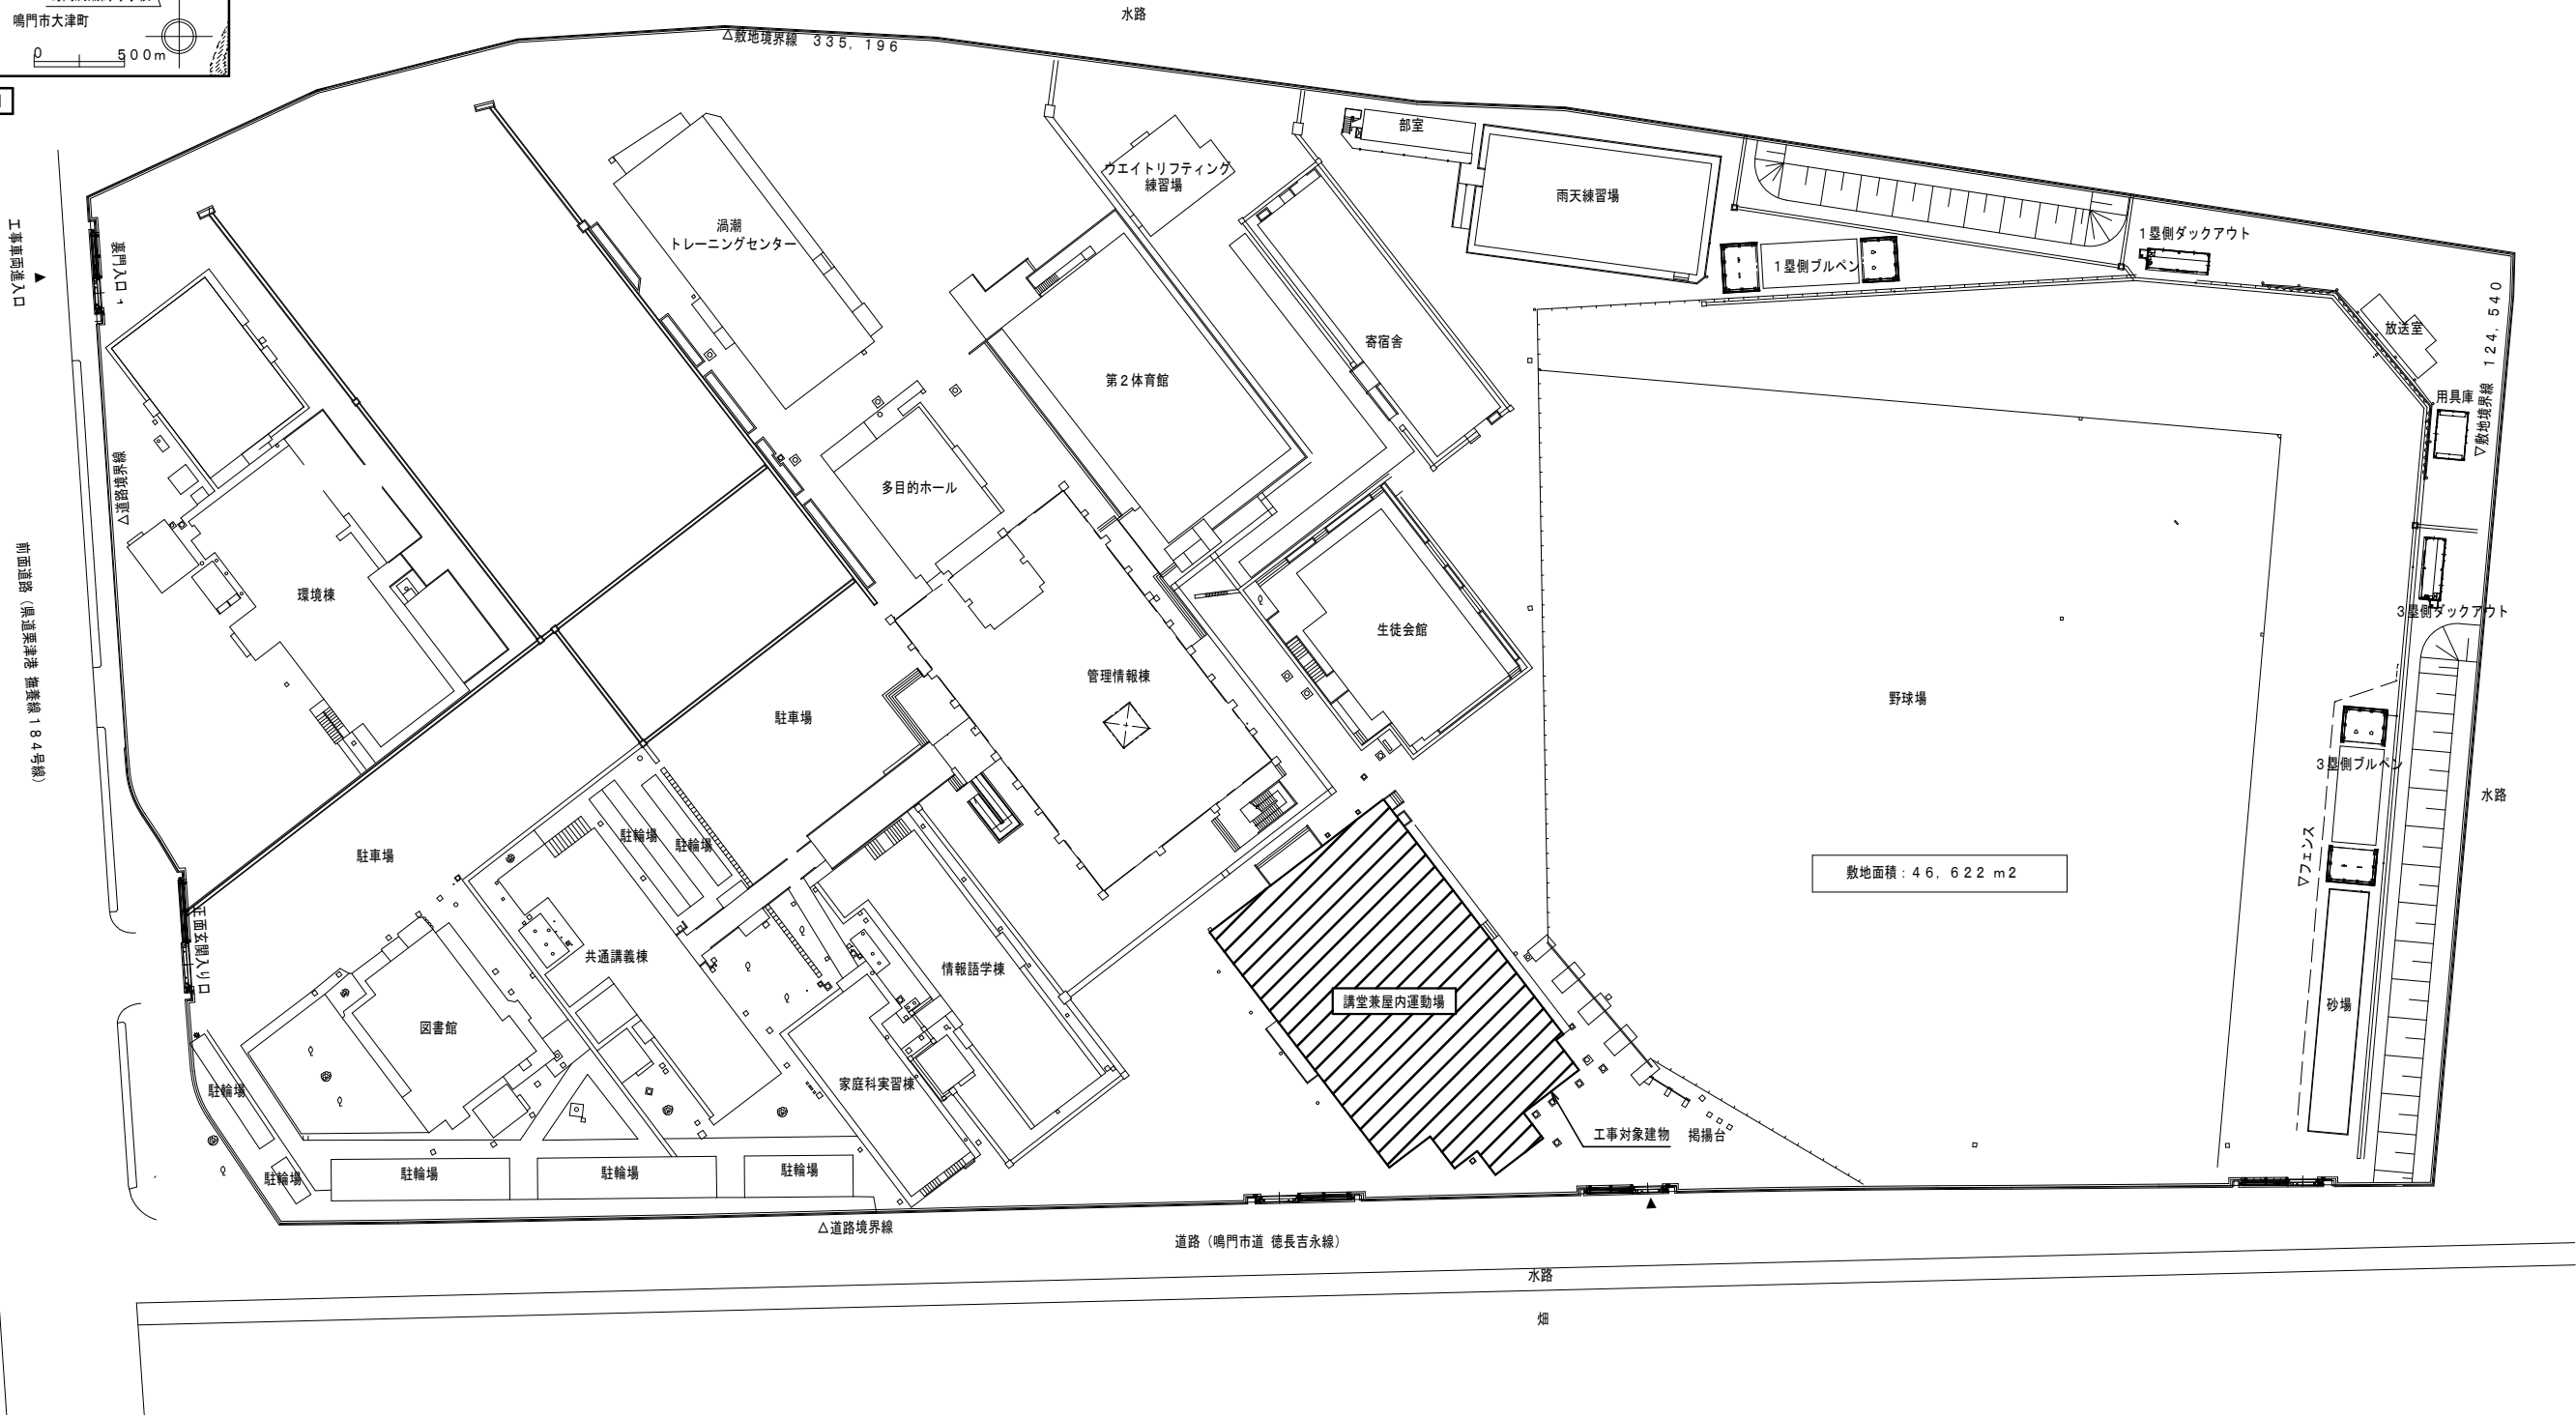 鳴門市大津町
0 500m
水路
△敷地境界線 335,196
部室
ウエイトリフティング
練習場
雨天練習場
渦潮
トレーニングセンター
1塁側ダックアウト
1塁側ブルペン
工事車両進入口
▲
裏門入口
放送室
寄宿舎
▽敷地境界線 124,540
第2体育館
用具庫
△道路境界線
多目的ホール
前面道路(県道粟津港 撫養線184号線)
環境棟
3塁側ダックアウト
生徒会館
管理情報棟
野球場
駐車場
3塁側ブルペン
水路
駐輪場
駐輪場
駐車場
▽フェンス
敷地面積:46,622 m2
正面玄関入り口
共通講義棟
情報語学棟
講堂兼屋内運動場
砂場
図書館
家庭科実習棟
駐輪場
工事対象建物
掲揚台
駐輪場
駐輪場
駐輪場
駐輪場
▲
△道路境界線
道路(鳴門市道 徳長吉永線)
水路
畑